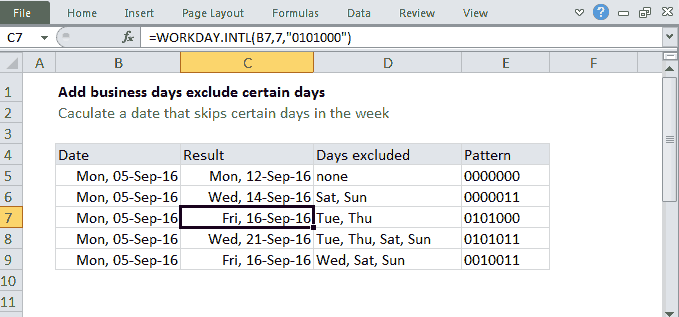 File Home Insert Page Layout Formulas Data Review View
C7 fx =WORKDAY.INTL(B7,7,"0101000")
A B C D E F
1 Add business days exclude certain days
2 Caculate a date that skips certain days in the week
3
4 Date Result Days excluded Pattern
5 Mon, 05-Sep-16 Mon, 12-Sep-16 none 0000000
6 Mon, 05-Sep-16 Wed, 14-Sep-16 Sat, Sun 0000011
7 Mon, 05-Sep-16 Fri, 16-Sep-16 Tue, Thu 0101000
8 Mon, 05-Sep-16 Wed, 21-Sep-16 Tue, Thu, Sat, Sun 0101011
9 Mon, 05-Sep-16 Fri, 16-Sep-16 Wed, Sat, Sun 0010011
10
11